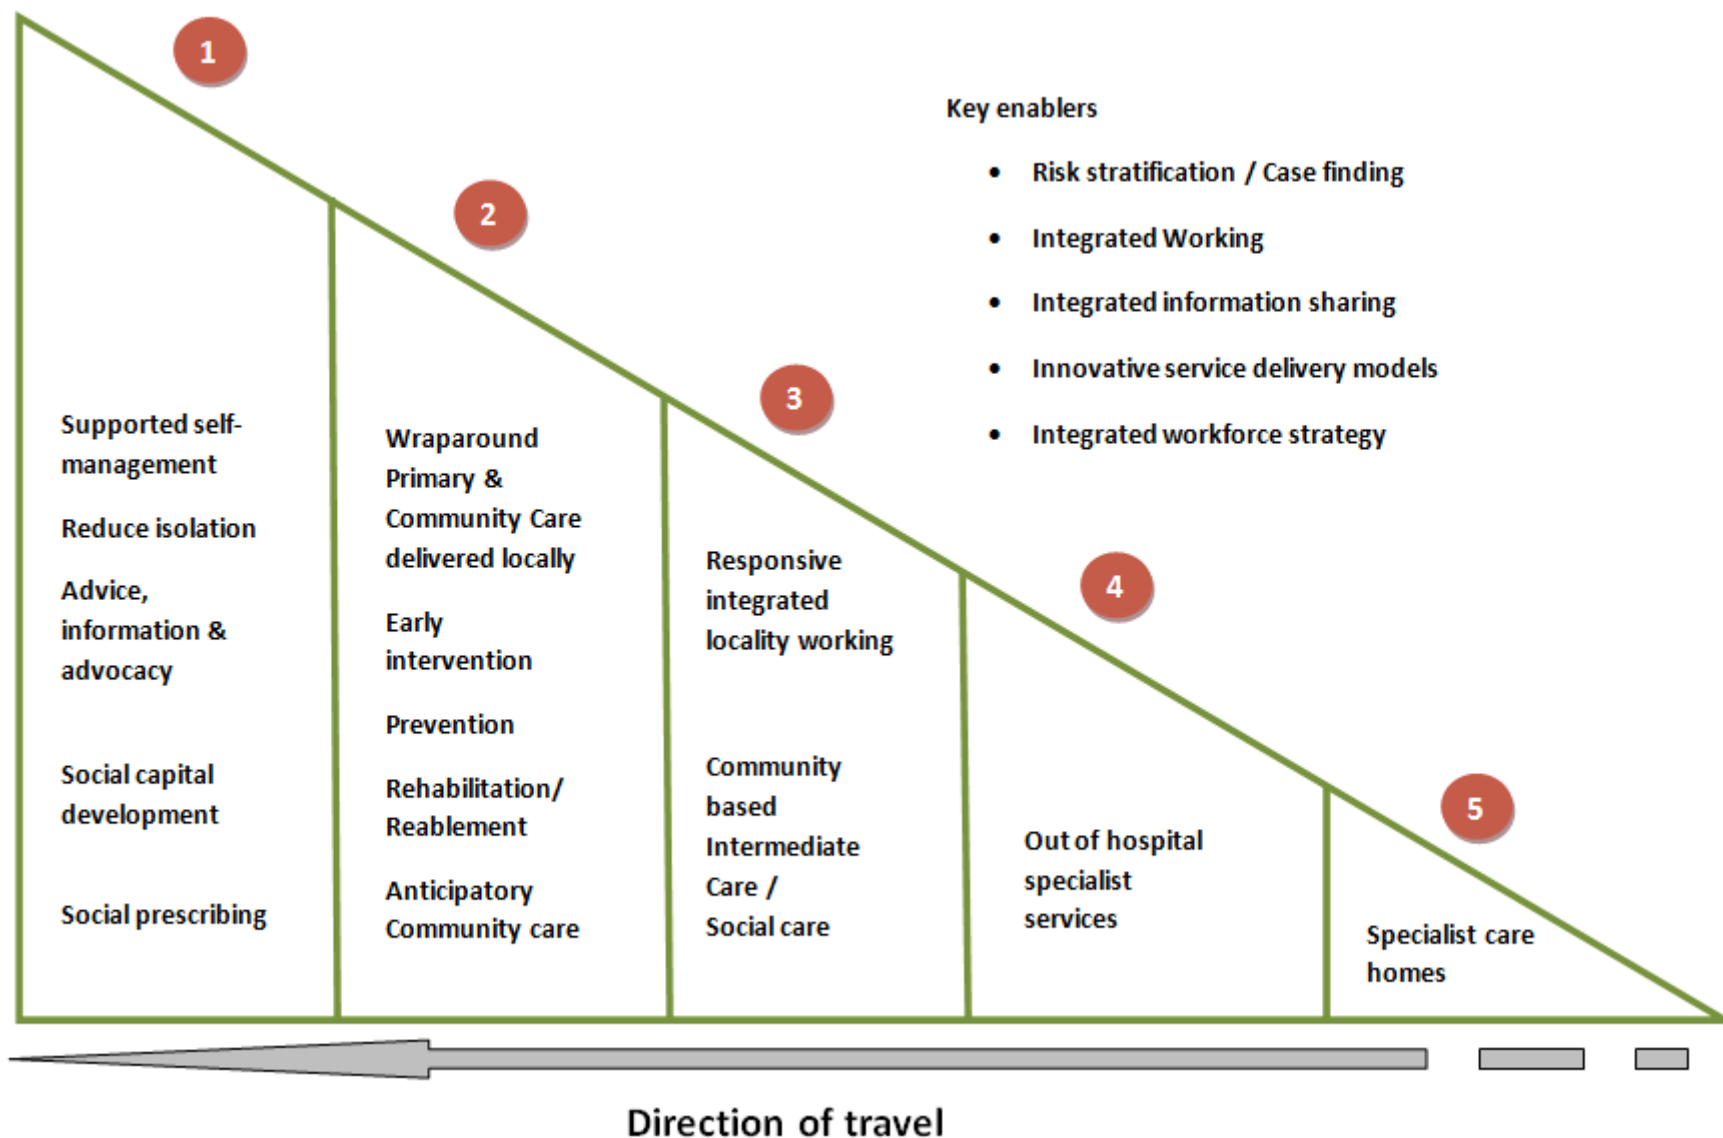 1
2
3
4
5
Key enablers
• Risk stratification / Case finding
• Integrated Working
• Integrated information sharing
• Innovative service delivery models
• Integrated workforce strategy
Supported self-
management
Reduce isolation
Advice,
information &
advocacy
Social capital
development
Social prescribing
Wraparound
Primary &
Community Care
delivered locally
Early
intervention
Prevention
Rehabilitation/
Reablement
Anticipatory
Community care
Responsive
integrated
locality working
Community
based
Intermediate
Care /
Social care
Out of hospital
specialist
services
Specialist care
homes
Direction of travel